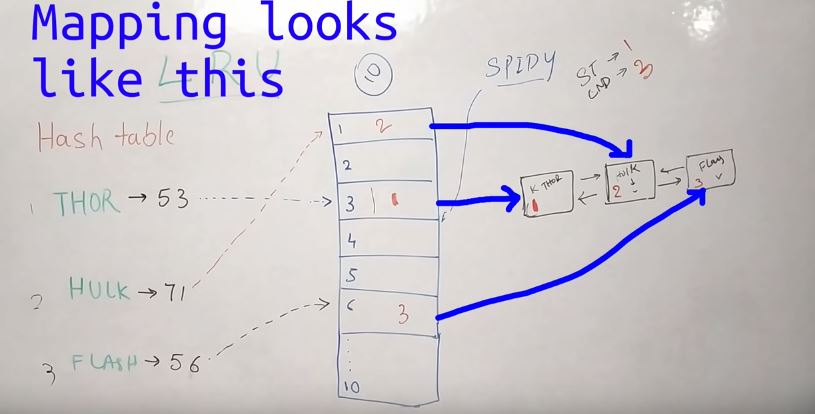 Mapping looks
like this
LRU
10
SPIDY
ST → 1
END → 3
Hash table
1 THOR → 53
2 HULK → 71
3 FLASH → 56
1 2
2
3 1
4
5
6 3
10
K THOR
1
HULK
2
Flash
3 v